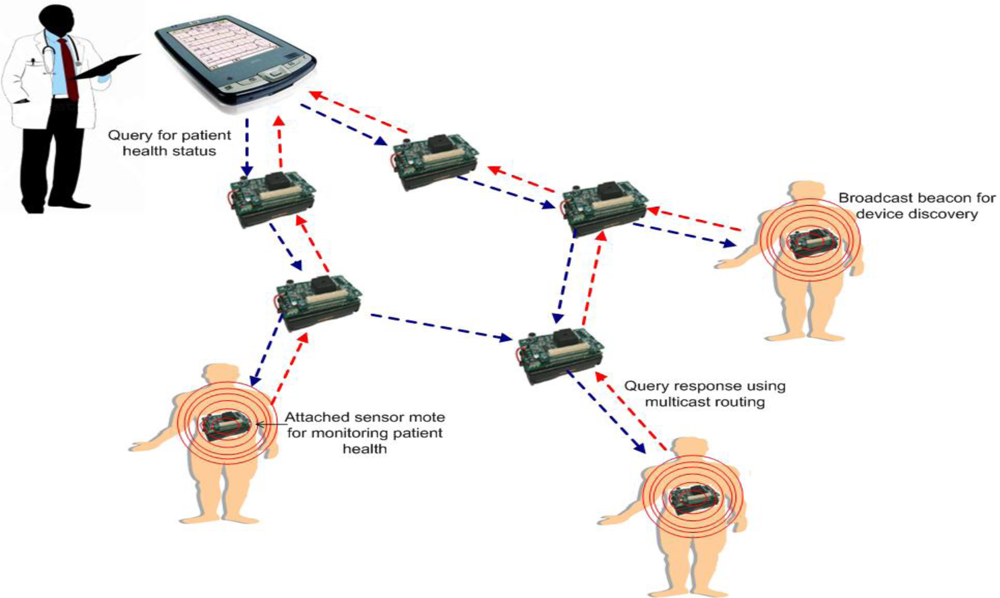 Query for patient
health status
Broadcast beacon for
device discovery
Query response using
multicast routing
Attached sensor mote
for monitoring patient
health